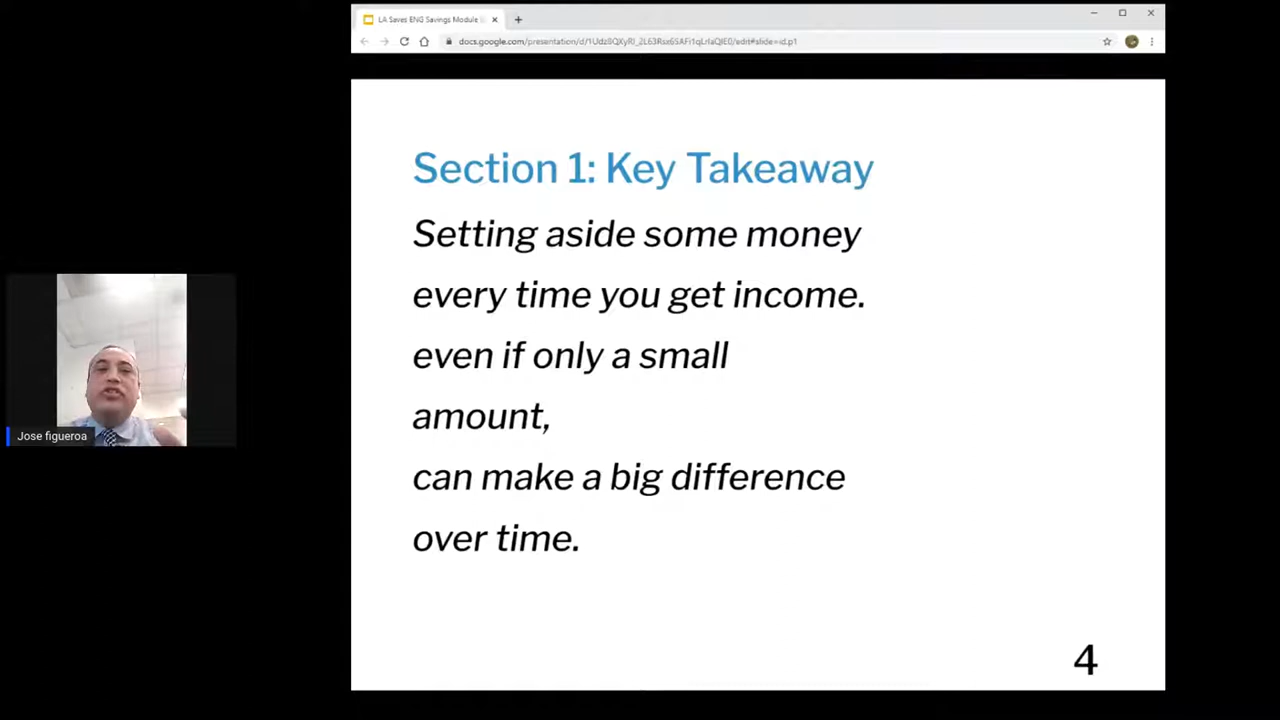 LA Saves ENG Savings Module
Section 1: Key Takeaway
Setting aside some money
every time you get income.
even if only a small
amount,
can make a big difference
over time.
Jose figueroa
4